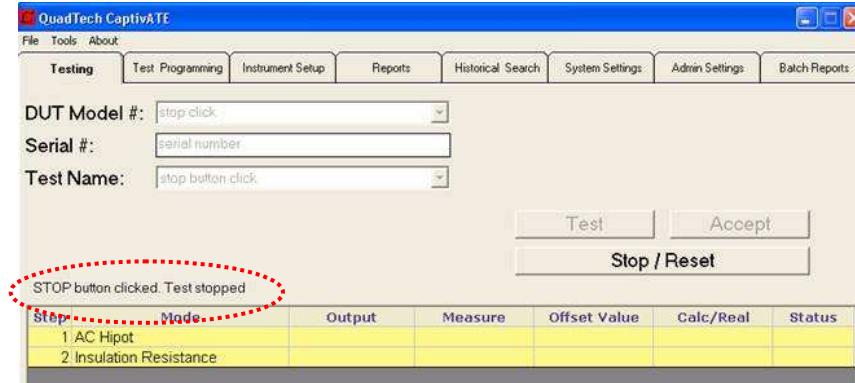 QuadTech CaptivATE
File Tools About
Testing Test Programming Instrument Setup Reports Historical Search System Settings Admin Settings Batch Reports
DUT Model #: stop click
Serial #: serial number
Test Name: stop button click
Test Accept
Stop / Reset
STOP button clicked. Test stopped
Step Mode Output Measure Offset Value Calc/Real Status
1 AC Hipot
2 Insulation Resistance